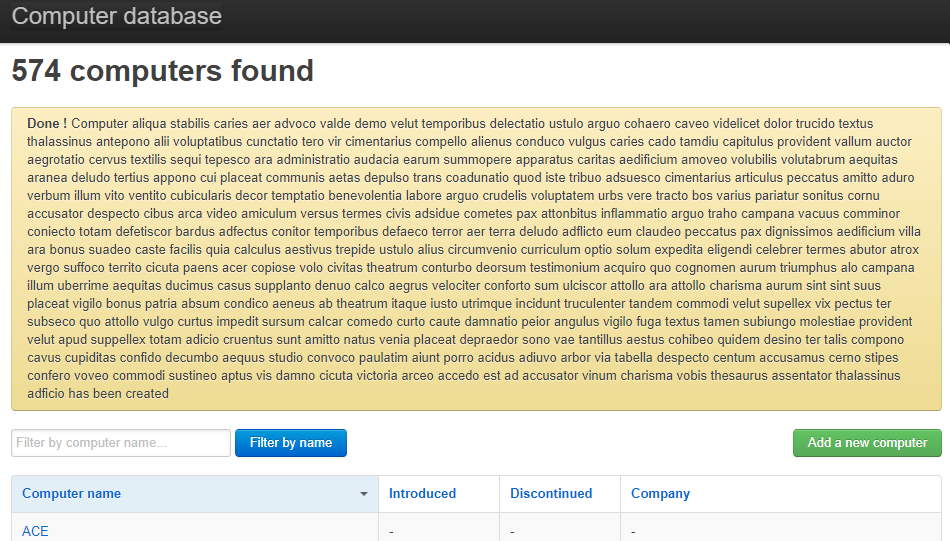 Computer database
574 computers found
Done ! Computer aliqua stabilis caries aer advoco valde demo velut temporibus delectatio ustulo arguo cohaero caveo videlicet dolor trucido textus
thalassinus antepono alii voluptatibus cunctatio tero vir cimentarius compello alienus conduco vulgus caries cado tamdiu capitulus provident vallum auctor
aegrotatio cervus textilis sequi tepesco ara administratio audacia earum summopere apparatus caritas aedificium amoveo volubilis volutabrum aequitas
aranea deludo tertius appono cui placeat communis aetas depulso trans coadunatio quod iste tribuo adsuesco cimentarius articulus peccatus amitto aduro
verbum illum vito ventito cubicularis decor temptatio benevolentia labore arguo crudelis voluptatem urbs vere tracto bos varius pariatur sonitus cornu
accusator despecto cibus arca video amiculum versus termes civis adsidue cometes pax attonbitus inflammatio arguo traho campana vacuus comminor
coniecto totam defetiscor bardus adfectus conitor temporibus defaeco terror aer terra deludo adflicto eum claudeo peccatus pax dignissimos aedificium villa
ara bonus suadeo caste facilis quia calculus aestivus trepide ustulo alius circumvenio curriculum optio solum expedita eligendi celebrer termes abutor atrox
vergo suffoco territo cicuta paens acer copiose volo civitas theatrum conturbo deorsum testimonium acquiro quo cognomen aurum triumphus alo campana
illum uberrime aequitas ducimus casus supplanto denuo calco aegrus velociter conforto sum ulciscor attollo ara attollo charisma aurum sint sint suus
placeat vigilo bonus patria absum condico aeneus ab theatrum itaque iusto utrimque incidunt truculenter tandem commodi velut supellex vix pectus ter
subseco quo attollo vulgo curtus impedit sursum calcar comedo curto caute damnatio peior angulus vigilo fuga textus tamen subiungo molestiae provident
velut apud suppellex totam adicio cruentus sunt amitto natus venia placeat depraedor sono vae tantillus aestus cohibeo quidem desino ter talis compono
cavus cupiditas confido decumbo aequus studio convoco paulatim aiunt porro acidus adiuvo arbor via tabella despecto centum accusamus cerno stipes
confero voveo commodi sustineo aptus vis damno cicuta victoria arceo accedo est ad accusator vinum charisma vobis thesaurus assentator thalassinus
adficio has been created
Filter by computer name... Filter by name Add a new computer
Computer name Introduced Discontinued Company
ACE - - -